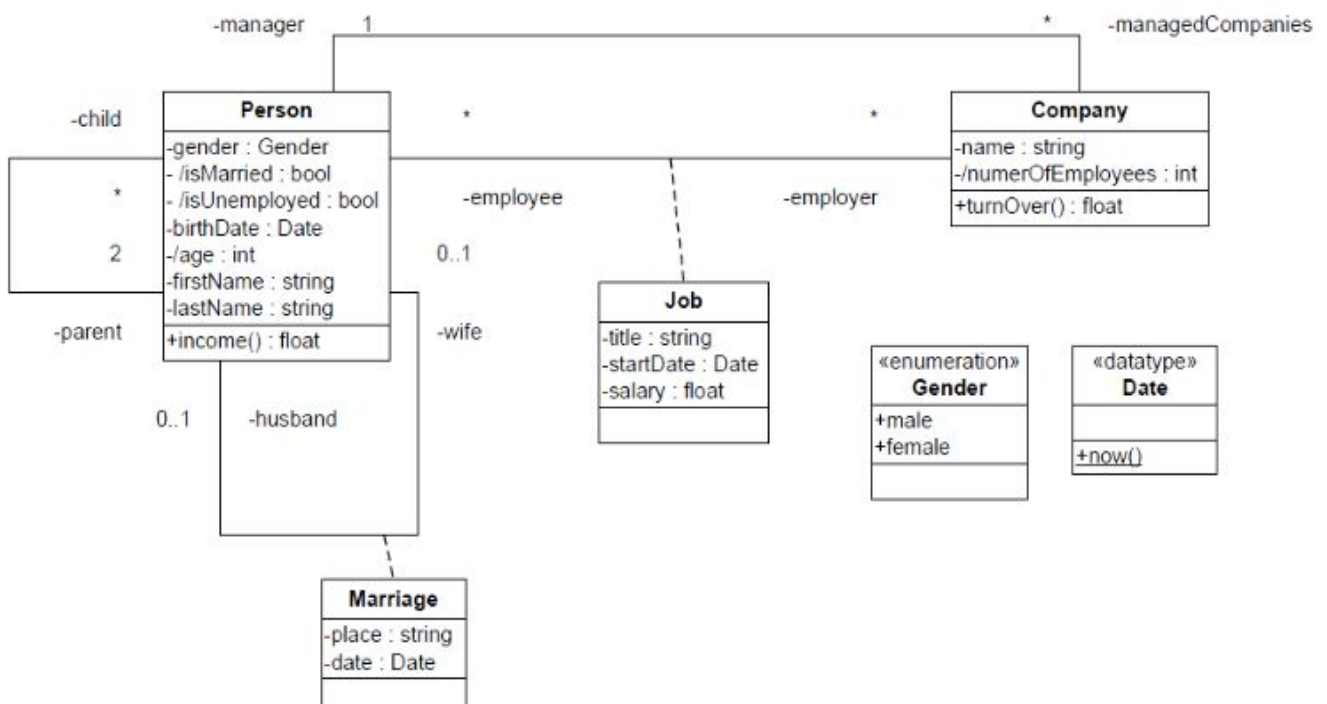 -manager 1 * -managedCompanies
Person
-gender : Gender
- /isMarried : bool
- /isUnemployed : bool
-birthDate : Date
-/age : int
-firstName : string
-lastName : string
+income() : float
Company
-name : string
-/numerOfEmployees : int
+turnOver() : float
-child
*
2
-parent
*
-employee
*
-employer
0..1
-wife
0..1
-husband
Job
-title : string
-startDate : Date
-salary : float
«enumeration»
Gender
+male
+female
«datatype»
Date
+now()
Marriage
-place : string
-date : Date